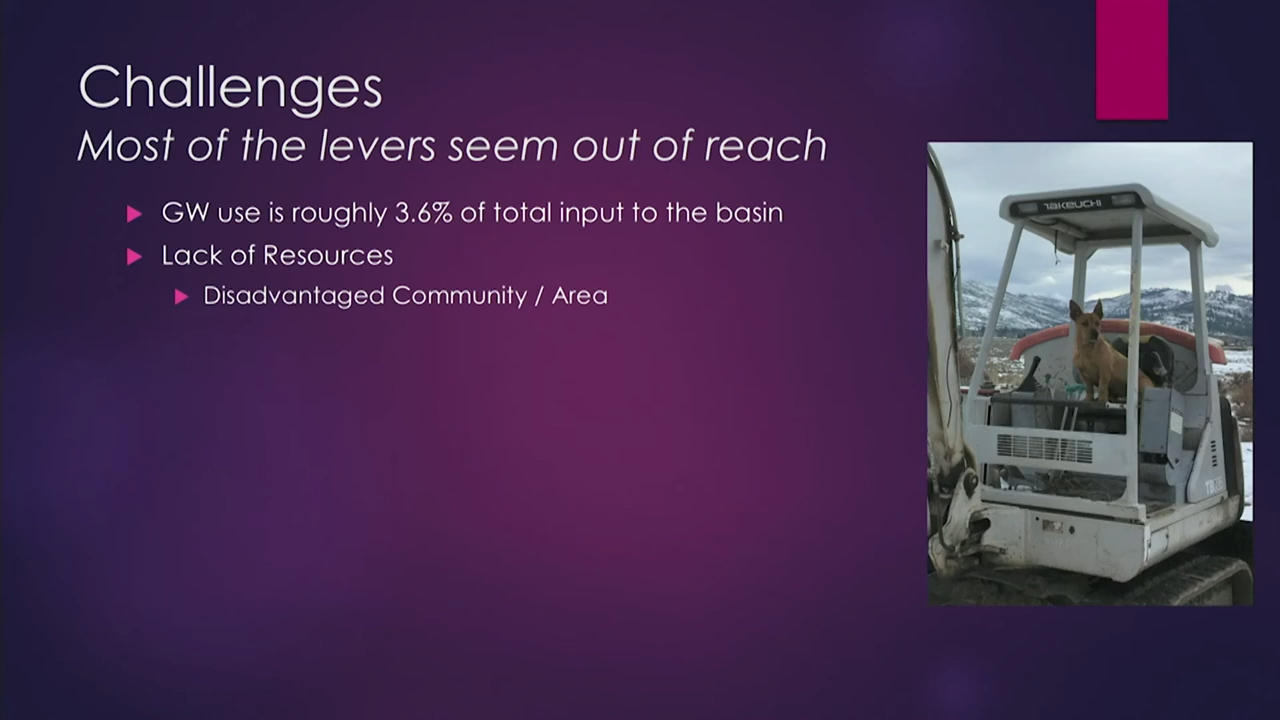 Challenges
Most of the levers seem out of reach
GW use is roughly 3.6% of total input to the basin
Lack of Resources
Disadvantaged Community / Area
TAKEUCHI